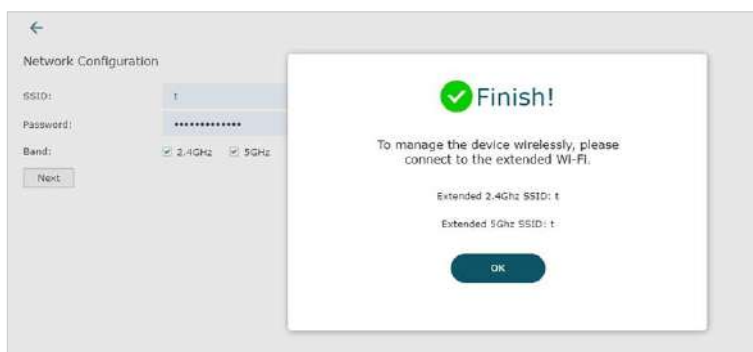 Network Configuration
SSID: t
Password: •••••••••••••
Band: 2.4GHz 5GHz
Next
Finish!
To manage the device wirelessly, please
connect to the extended Wi-Fi.
Extended 2.4Ghz SSID: t
Extended 5Ghz SSID: t
OK